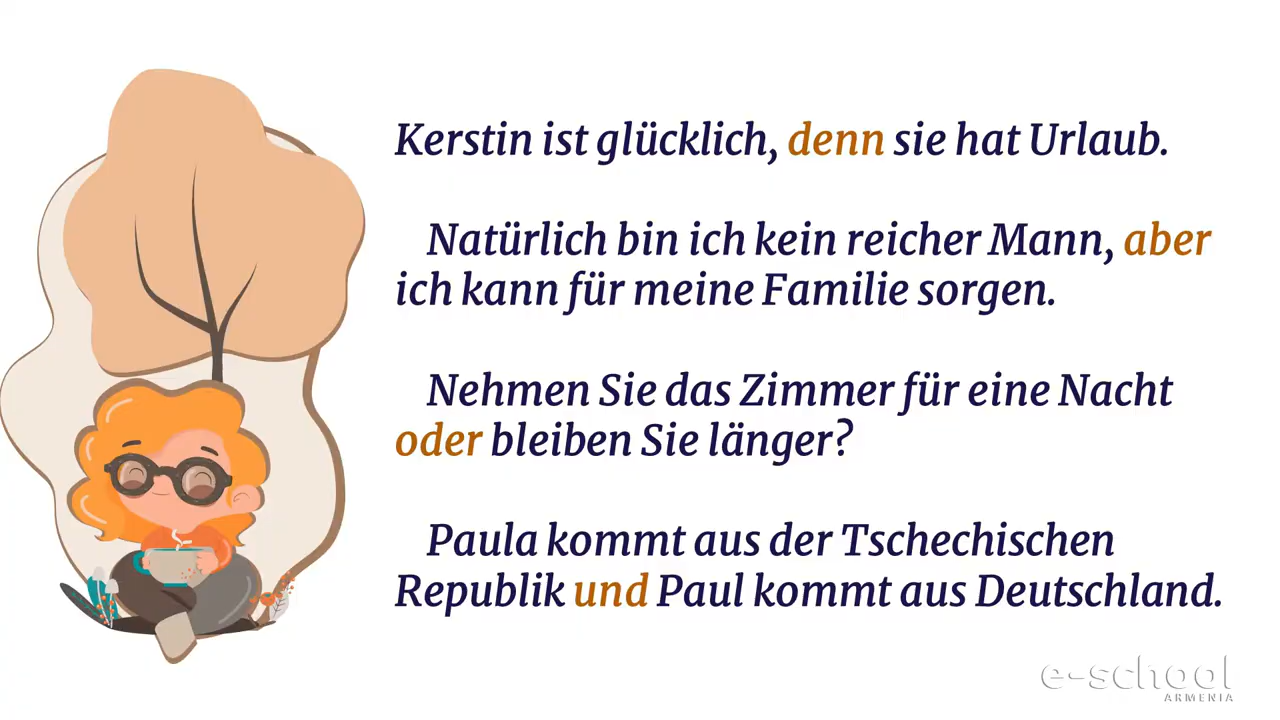 Kerstin ist glücklich, denn sie hat Urlaub.
Natürlich bin ich kein reicher Mann, aber
ich kann für meine Familie sorgen.
Nehmen Sie das Zimmer für eine Nacht
oder bleiben Sie länger?
Paula kommt aus der Tschechischen
Republik und Paul kommt aus Deutschland.
e-school
ARMENIA